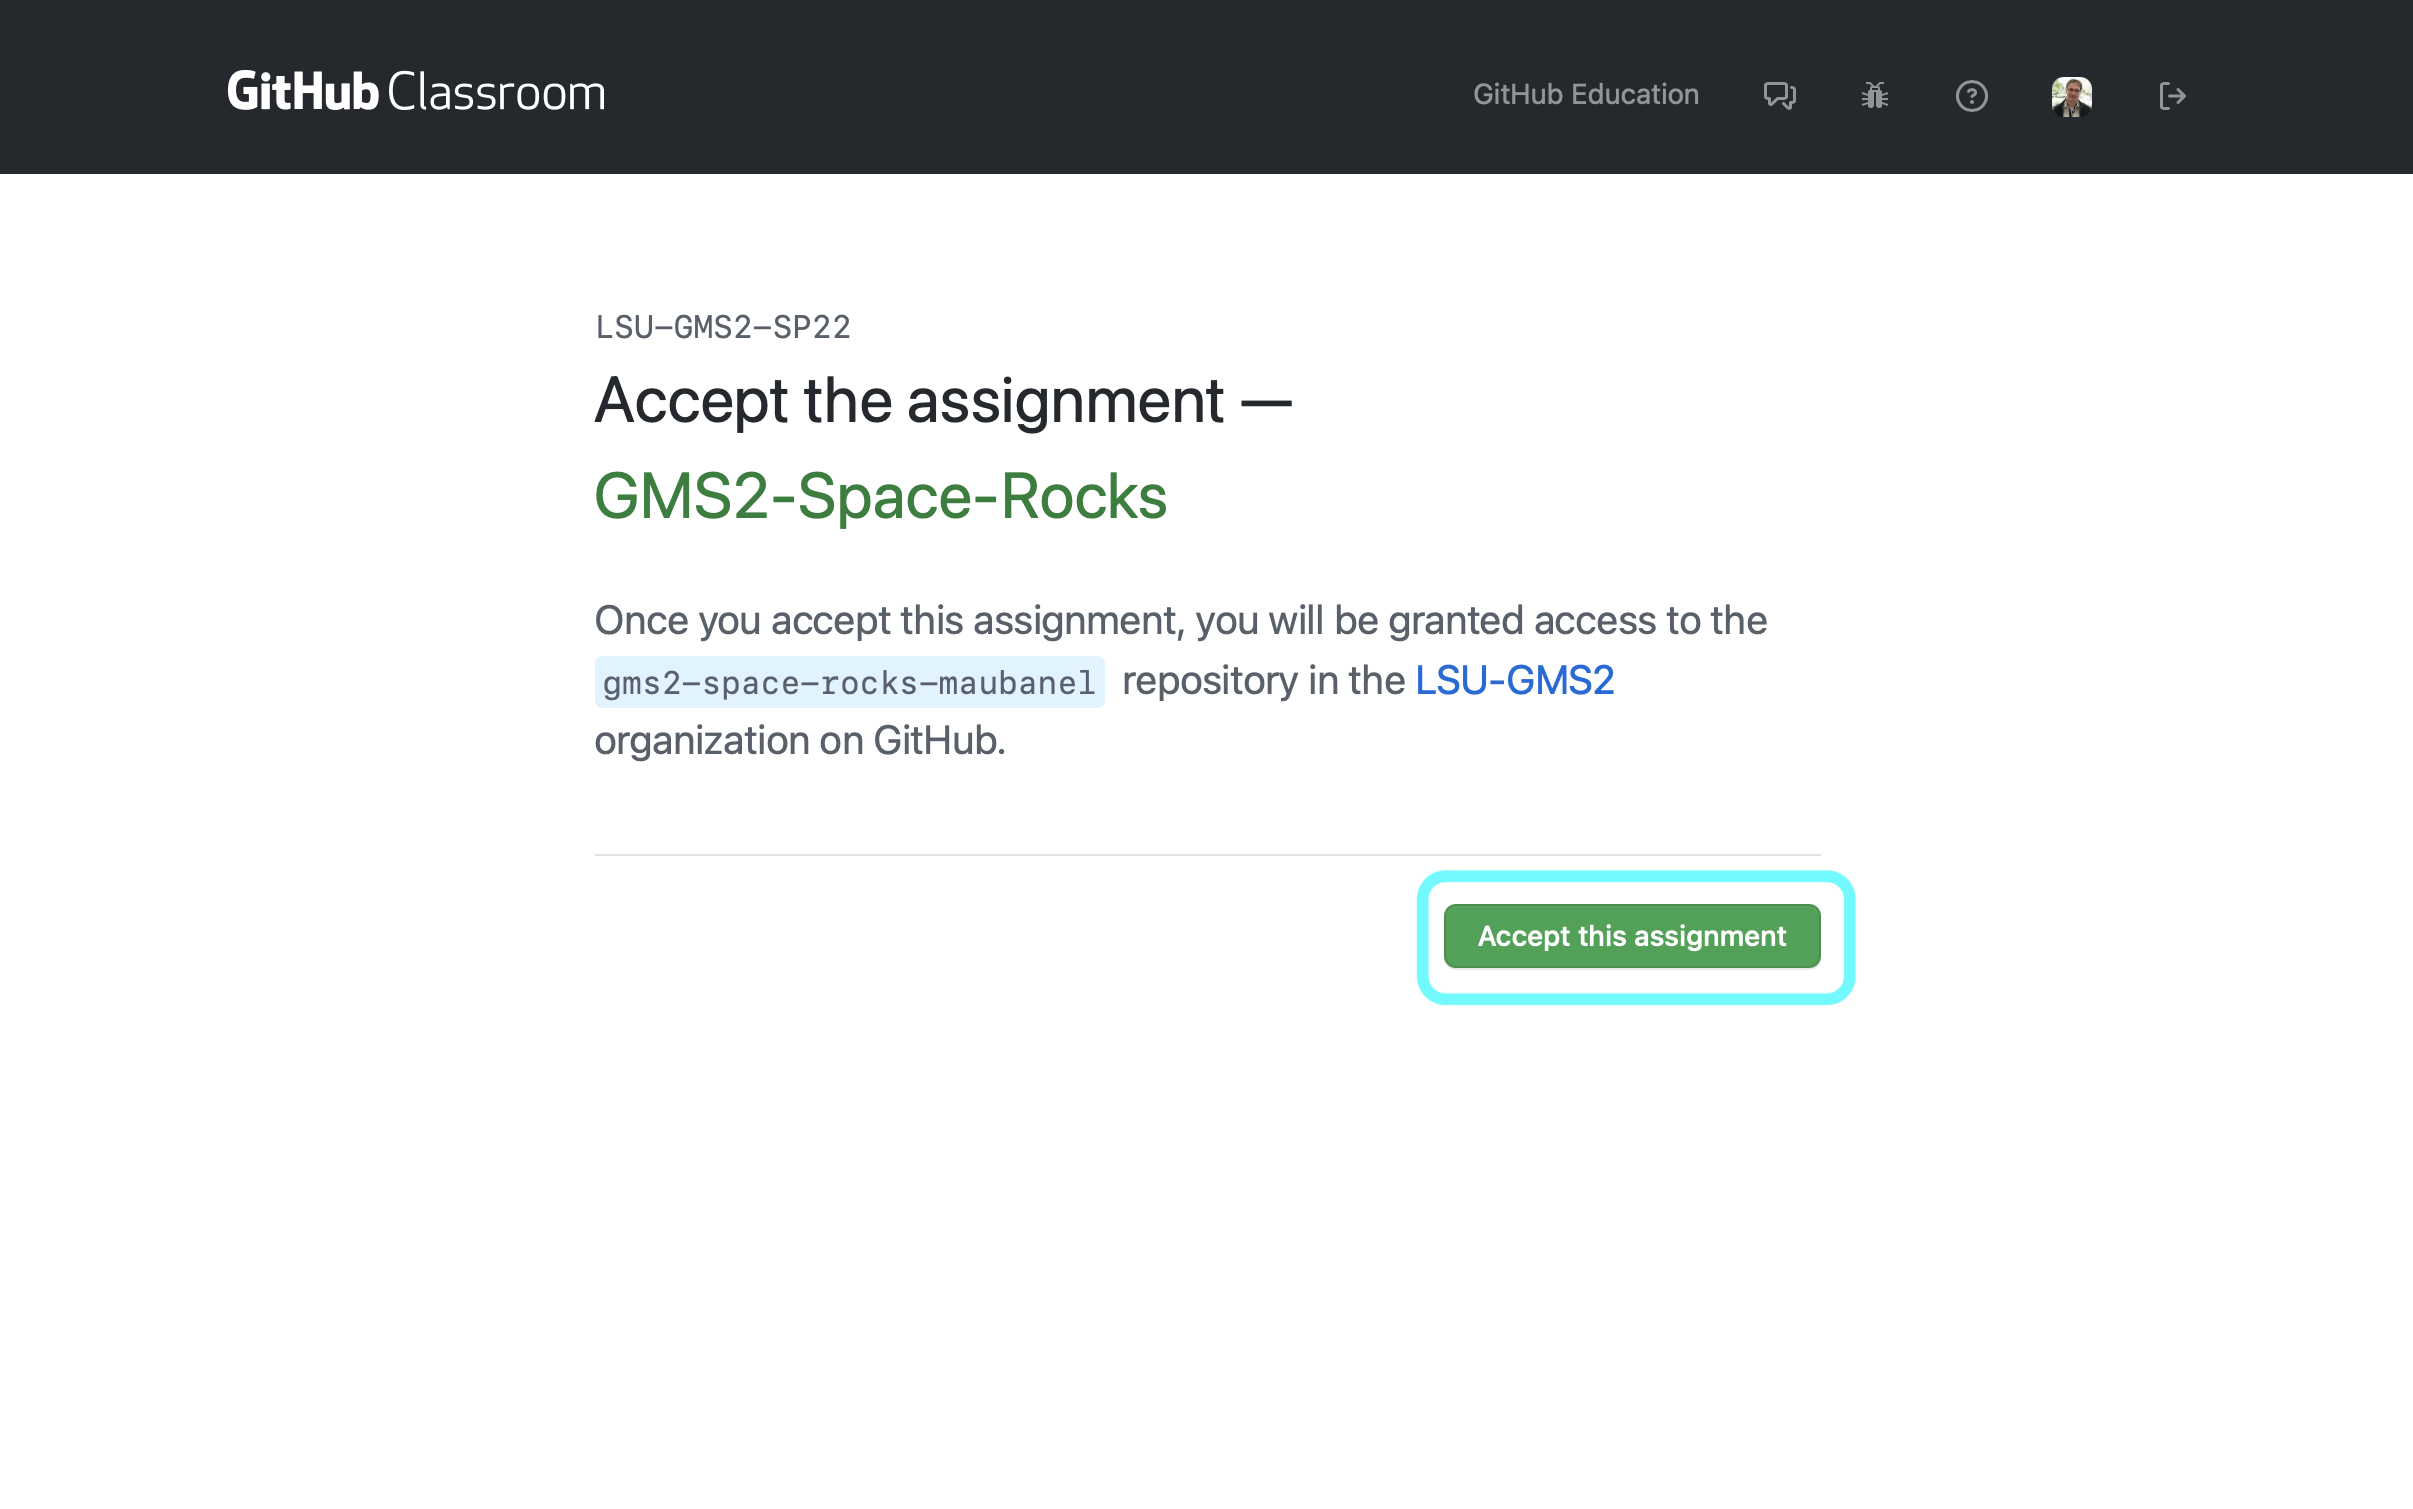 GitHub Classroom
GitHub Education
LSU-GMS2-SP22
Accept the assignment —
GMS2-Space-Rocks
Once you accept this assignment, you will be granted access to the
gms2-space-rocks-maubanel repository in the LSU-GMS2
organization on GitHub.
Accept this assignment